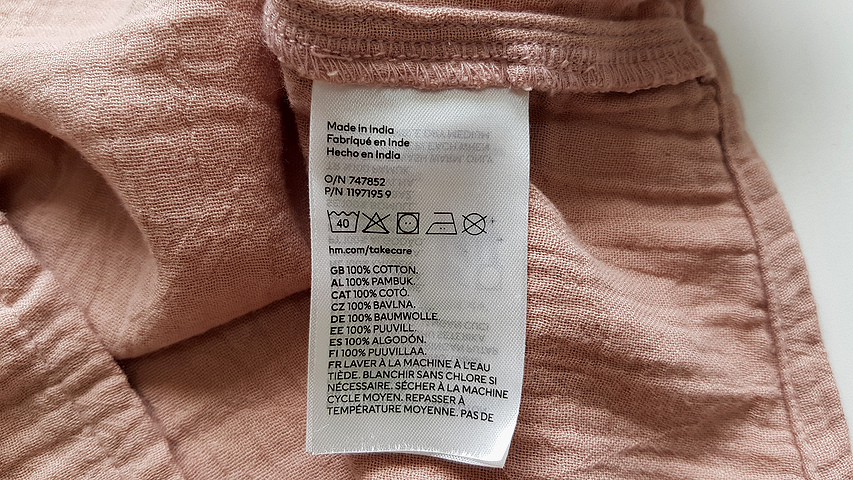 Made in India
Fabriqué en Inde
Hecho en India
O/N 747852
P/N 1197195 9
40
hm.com/takecare
GB 100% COTTON.
AL 100% PAMBUK.
CAT 100% COTÓ.
CZ 100% BAVLNA.
DE 100% BAUMWOLLE.
EE 100% PUUVILL.
ES 100% ALGODÓN.
FI 100% PUUVILLAA.
FR LAVER À LA MACHINE À L'EAU
TIÈDE. BLANCHIR SANS CHLORE SI
NÉCESSAIRE. SÉCHER À LA MACHINE
CYCLE MOYEN. REPASSER À
TEMPÉRATURE MOYENNE. PAS DE